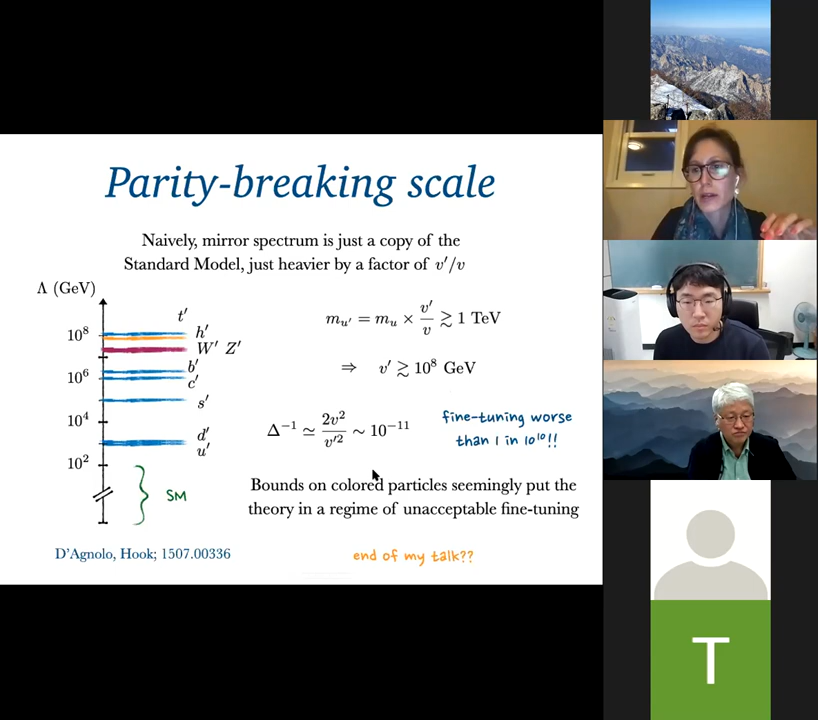 Parity-breaking scale
Naively, mirror spectrum is just a copy of the
Standard Model, just heavier by a factor of v′/v
Λ (GeV)
t′
10⁸
h′
W′ Z′
b′
10⁶
c′
s′
10⁴
d′
u′
10²
SM
m_u′ = m_u × v′/v ≳ 1 TeV
⇒ v′ ≳ 10⁸ GeV
Δ⁻¹ ≃ 2v²/v′² ∼ 10⁻¹¹
fine-tuning worse
than 1 in 10¹⁰!!
Bounds on colored particles seemingly put the
theory in a regime of unacceptable fine-tuning
D'Agnolo, Hook; 1507.00336
end of my talk??
T